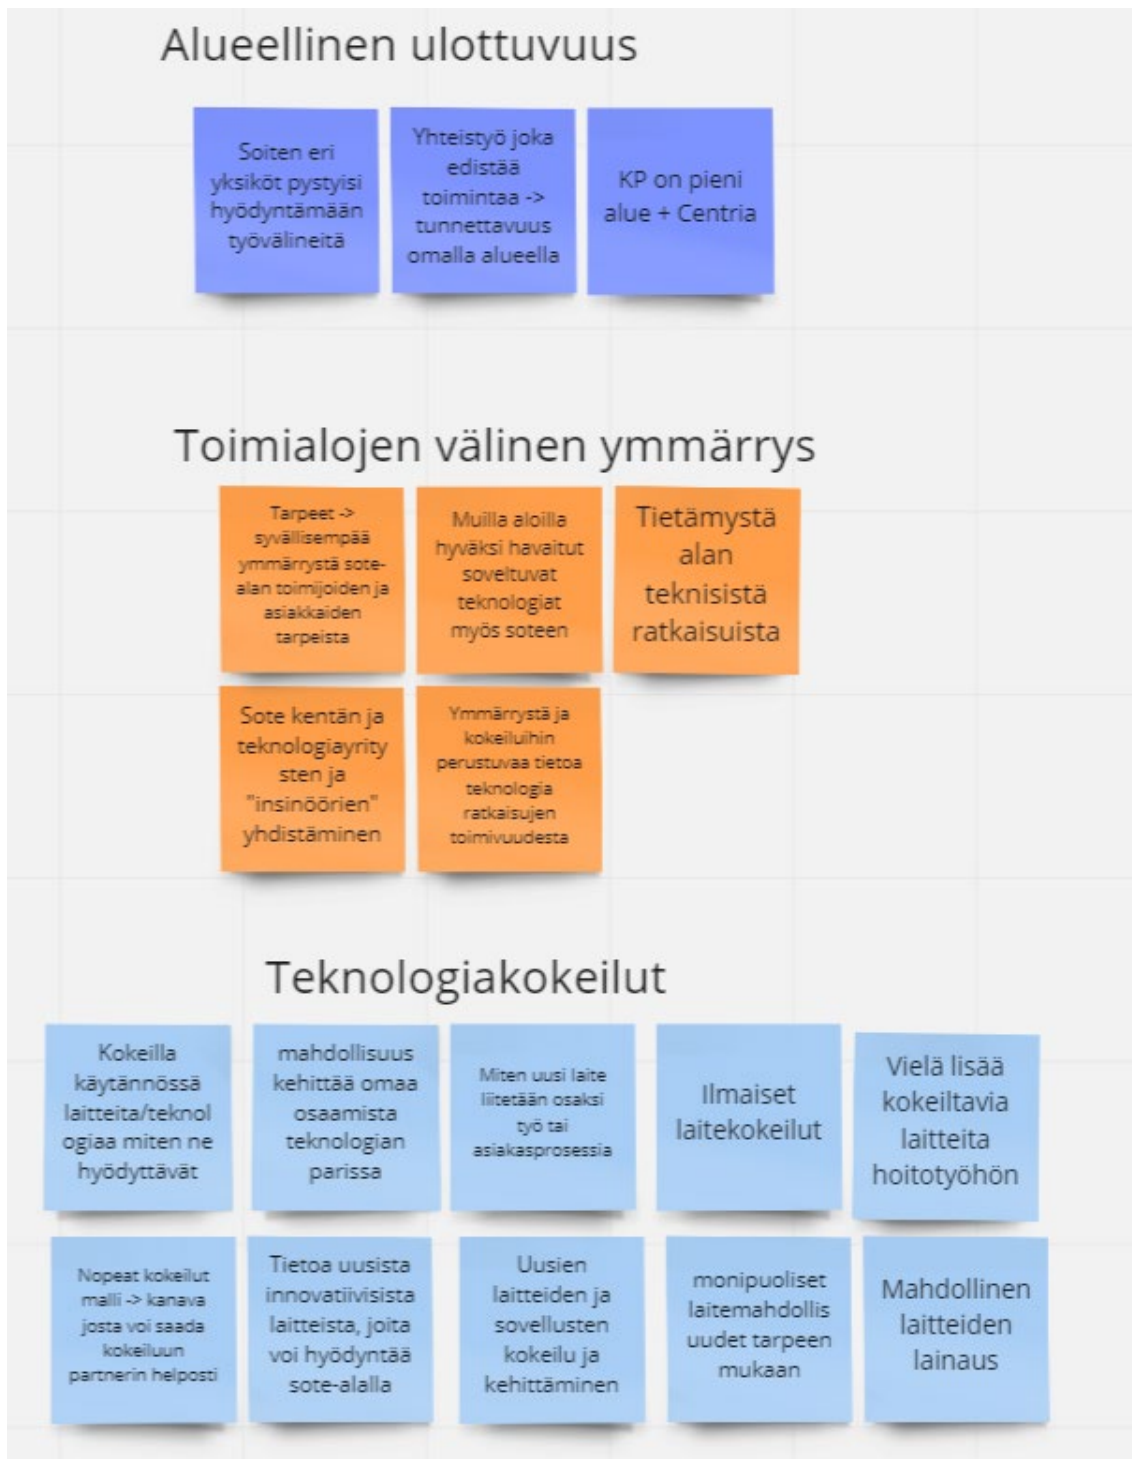 Alueellinen ulottuvuus
Soiten eri
yksiköt pystyisi
hyödyntämään
työvälineitä
Yhteistyö joka
edistää
toimintaa ->
tunnettavuus
omalla alueella
KP on pieni
alue + Centria
Toimialojen välinen ymmärrys
Tarpeet ->
syvällisempää
ymmärrystä sote-
alan toimijoiden ja
asiakkaiden
tarpeista
Muilla aloilla
hyväksi havaitut
soveltuvat
teknologiat
myös soteen
Tietämystä
alan
teknisistä
ratkaisuista
Sote kentän ja
teknologiayrity
sten ja
"insinöörien"
yhdistäminen
Ymmärrystä ja
kokeiluihin
perustuvaa tietoa
teknologia
ratkaisujen
toimivuudesta
Teknologiakokeilut
Kokeilla
käytännössä
laitteita/teknol
ogiaa miten ne
hyödyttävät
mahdollisuus
kehittää omaa
osaamista
teknologian
parissa
Miten uusi laite
liitetään osaksi
työ tai
asiakasprosessia
Ilmaiset
laitekokeilut
Vielä lisää
kokeiltavia
laitteita
hoitotyöhön
Nopeat kokeilut
malli -> kanava
josta voi saada
kokeiluun
partnerin helposti
Tietoa uusista
innovatiivisista
laitteista, joita
voi hyödyntää
sote-alalla
Uusien
laitteiden ja
sovellusten
kokeilu ja
kehittäminen
monipuoliset
laitemahdollis
uudet tarpeen
mukaan
Mahdollinen
laitteiden
lainaus